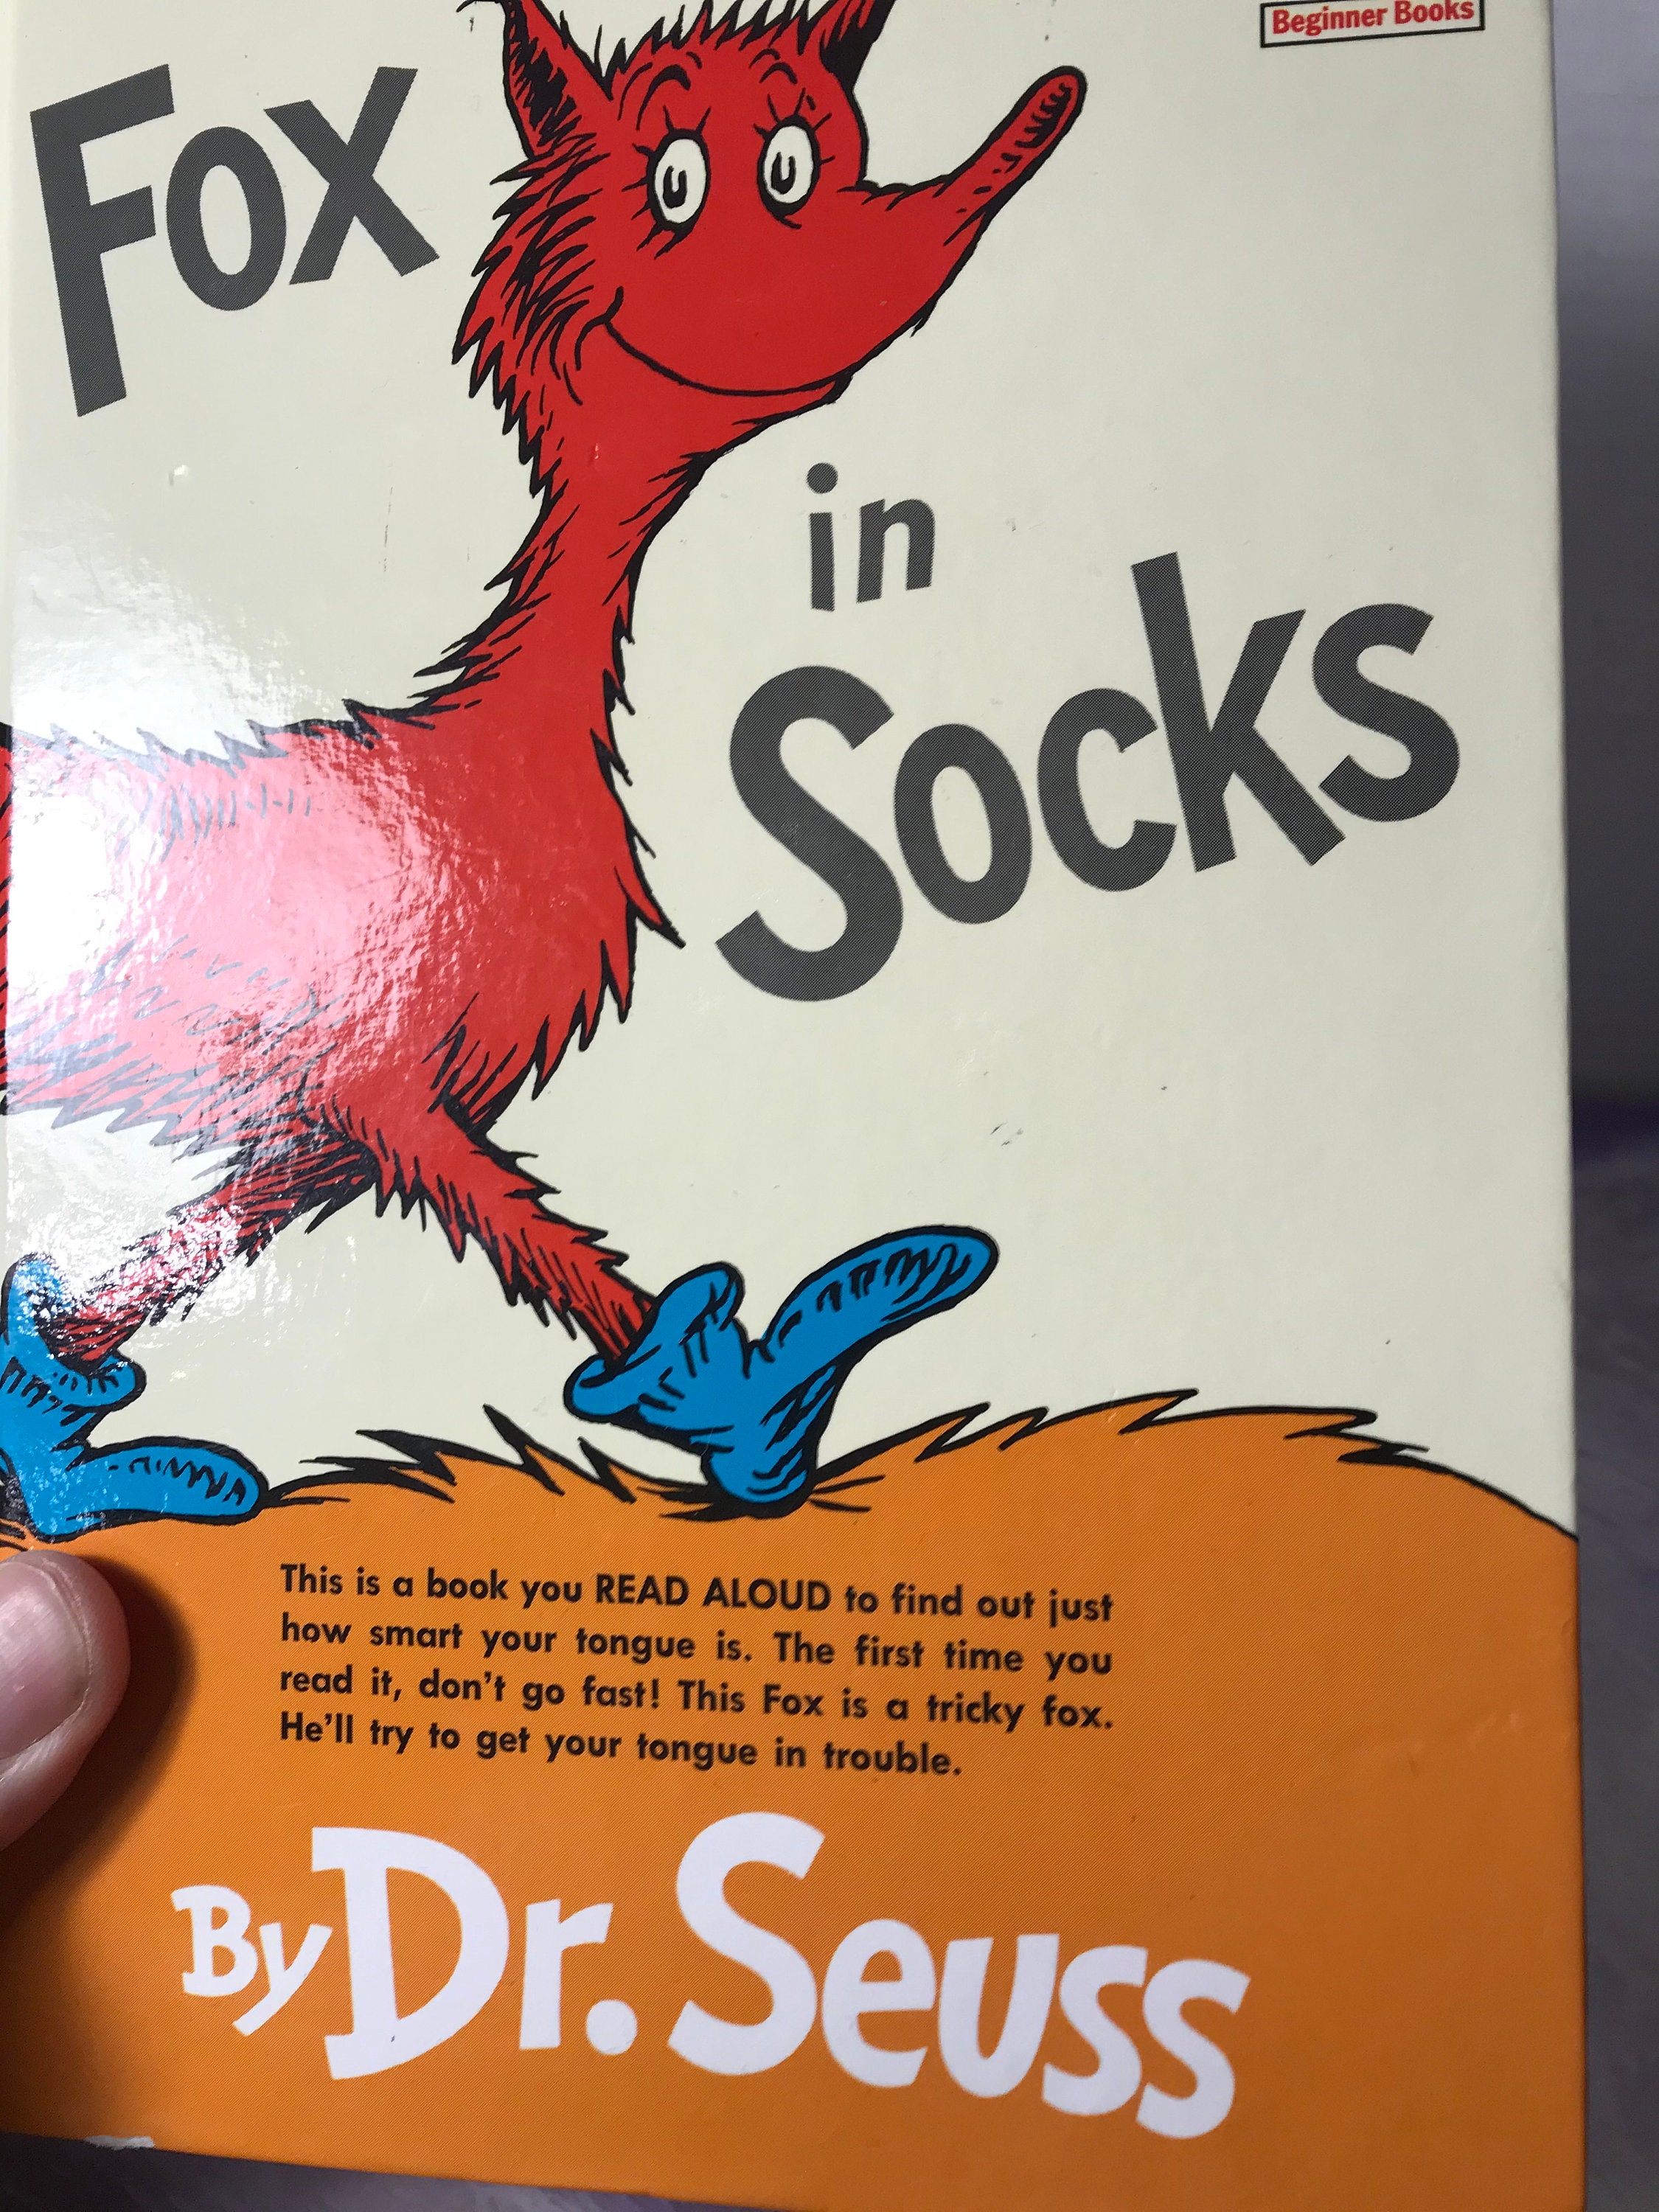 Beginner Books
Fox
in
Socks
This is a book you READ ALOUD to find out just
how smart your tongue is. The first time you
read it, don't go fast! This Fox is a tricky fox.
He'll try to get your tongue in trouble.
By Dr. Seuss